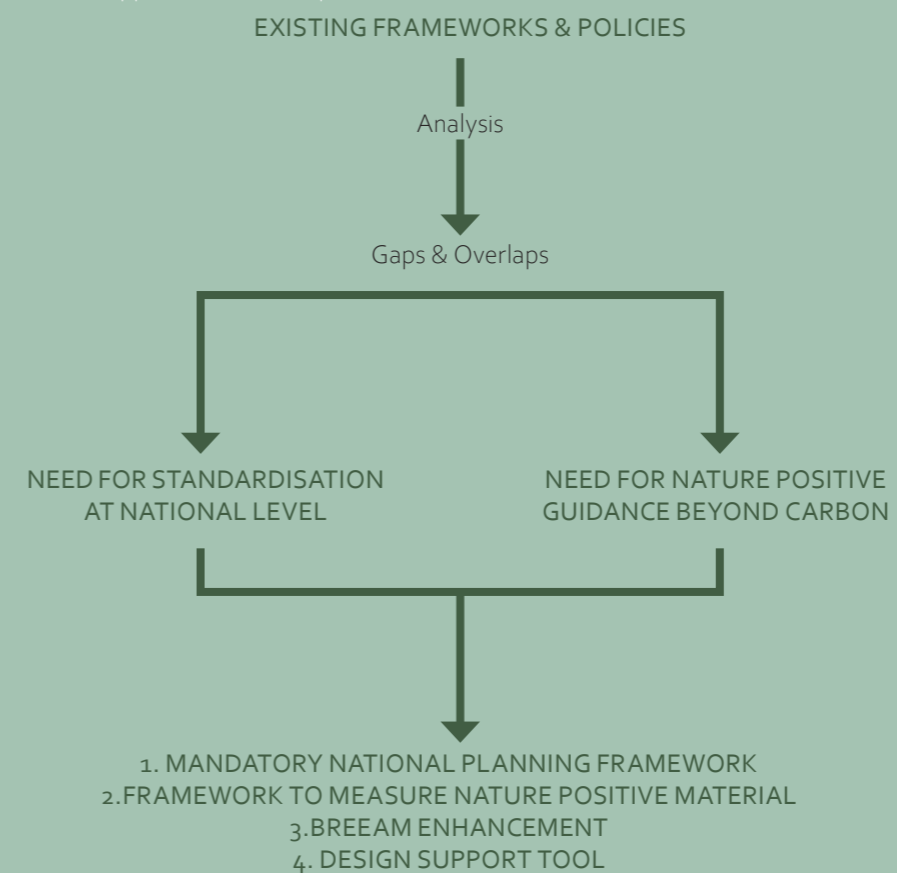 EXISTING FRAMEWORKS & POLICIES
Analysis
Gaps & Overlaps
NEED FOR STANDARDISATION
AT NATIONAL LEVEL
NEED FOR NATURE POSITIVE
GUIDANCE BEYOND CARBON
1. MANDATORY NATIONAL PLANNING FRAMEWORK
2.FRAMEWORK TO MEASURE NATURE POSITIVE MATERIAL
3.BREEAM ENHANCEMENT
4. DESIGN SUPPORT TOOL